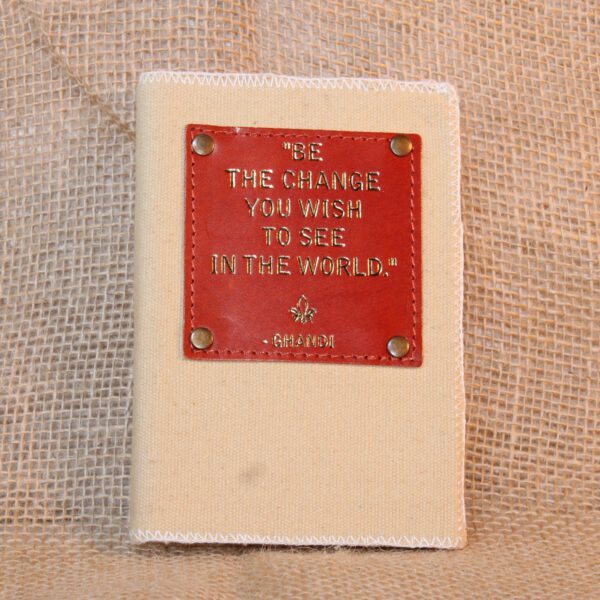 "BE
THE CHANGE
YOU WISH
TO SEE
IN THE WORLD."
- GHANDI